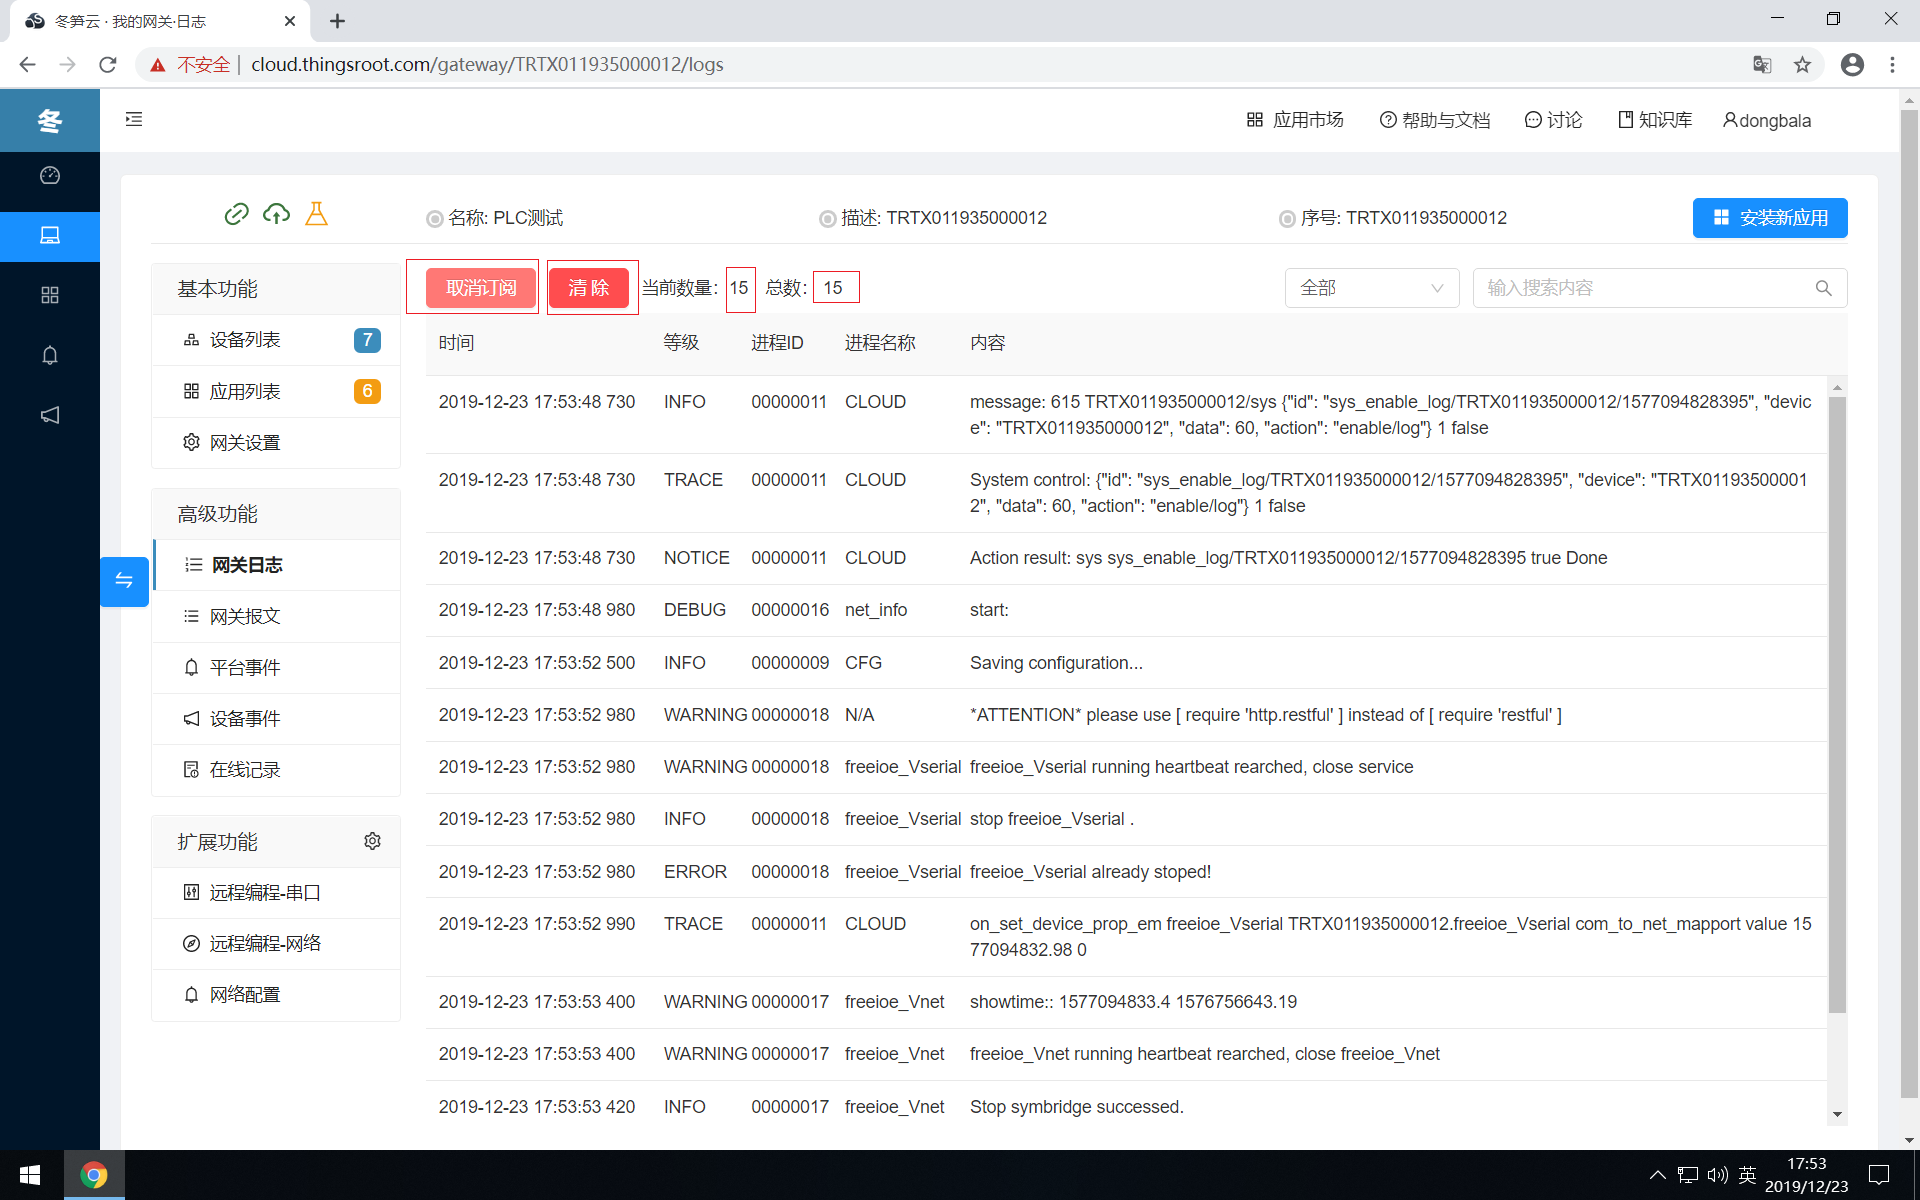 冬笋云 · 我的网关·日志
不安全 | cloud.thingsroot.com/gateway/TRTX011935000012/logs
冬
应用市场 帮助与文档 讨论 知识库 dongbala
名称: PLC测试 描述: TRTX011935000012 序号: TRTX011935000012 安装新应用
基本功能
设备列表 7
应用列表 6
网关设置
高级功能
网关日志
网关报文
平台事件
设备事件
在线记录
扩展功能
远程编程-串口
远程编程-网络
网络配置
取消订阅 清 除 当前数量: 15 总数: 15 全部 输入搜索内容
时间 等级 进程ID 进程名称 内容
2019-12-23 17:53:48 730 INFO 00000011 CLOUD message: 615 TRTX011935000012/sys {"id": "sys_enable_log/TRTX011935000012/1577094828395", "devic
e": "TRTX011935000012", "data": 60, "action": "enable/log"} 1 false
2019-12-23 17:53:48 730 TRACE 00000011 CLOUD System control: {"id": "sys_enable_log/TRTX011935000012/1577094828395", "device": "TRTX01193500001
2", "data": 60, "action": "enable/log"} 1 false
2019-12-23 17:53:48 730 NOTICE 00000011 CLOUD Action result: sys sys_enable_log/TRTX011935000012/1577094828395 true Done
2019-12-23 17:53:48 980 DEBUG 00000016 net_info start:
2019-12-23 17:53:52 500 INFO 00000009 CFG Saving configuration...
2019-12-23 17:53:52 980 WARNING 00000018 N/A *ATTENTION* please use [ require 'http.restful' ] instead of [ require 'restful' ]
2019-12-23 17:53:52 980 WARNING 00000018 freeioe_Vserial freeioe_Vserial running heartbeat rearched, close service
2019-12-23 17:53:52 980 INFO 00000018 freeioe_Vserial stop freeioe_Vserial .
2019-12-23 17:53:52 980 ERROR 00000018 freeioe_Vserial freeioe_Vserial already stoped!
2019-12-23 17:53:52 990 TRACE 00000011 CLOUD on_set_device_prop_em freeioe_Vserial TRTX011935000012.freeioe_Vserial com_to_net_mapport value 15
77094832.98 0
2019-12-23 17:53:53 400 WARNING 00000017 freeioe_Vnet showtime:: 1577094833.4 1576756643.19
2019-12-23 17:53:53 400 WARNING 00000017 freeioe_Vnet freeioe_Vnet running heartbeat rearched, close freeioe_Vnet
2019-12-23 17:53:53 420 INFO 00000017 freeioe_Vnet Stop symbridge successed.
英
17:53
2019/12/23